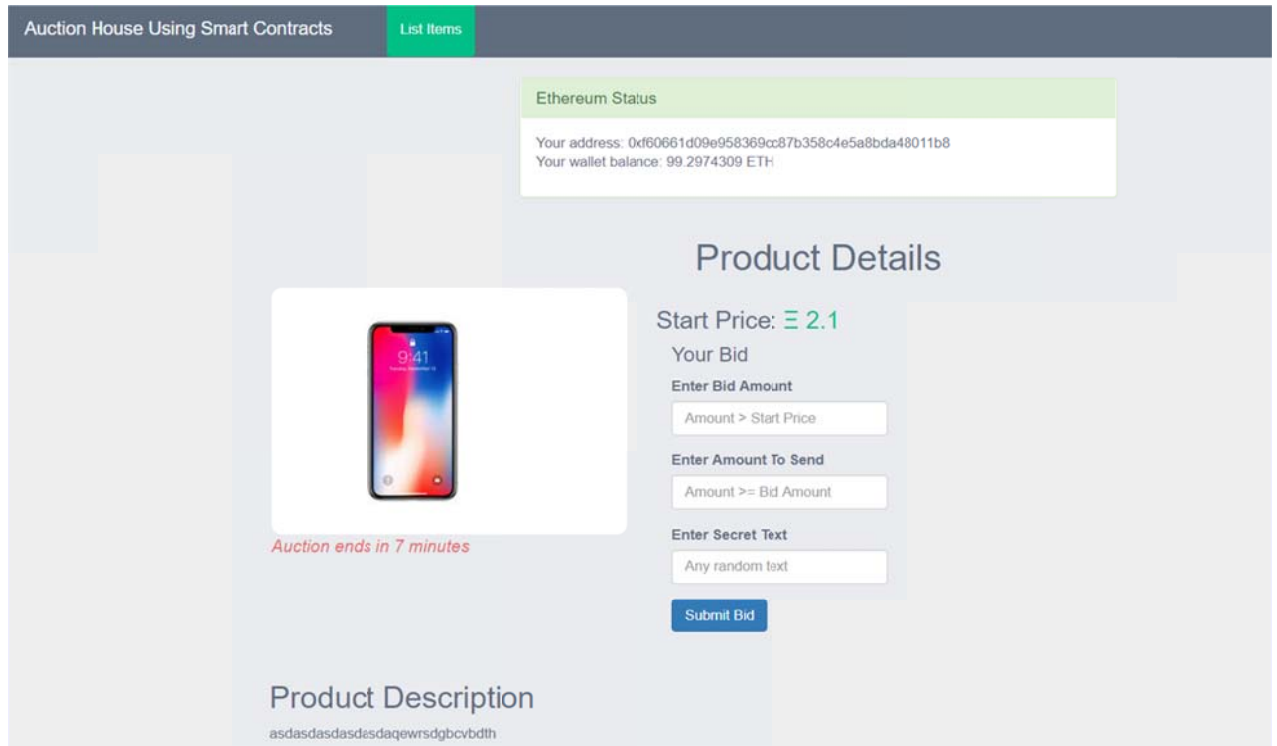 Auction House Using Smart Contracts
List Items
Ethereum Status
Your address: 0xf60661d09e958369cc87b358c4e5a8bda48011b8
Your wallet balance: 99.2974309 ETH
Product Details
9:41
Start Price: Ξ 2.1
Your Bid
Enter Bid Amount
Amount > Start Price
Enter Amount To Send
Amount >= Bid Amount
Enter Secret Text
Any random text
Submit Bid
Auction ends in 7 minutes
Product Description
asdasdasdasdasdaqewrsdgbcvbdth